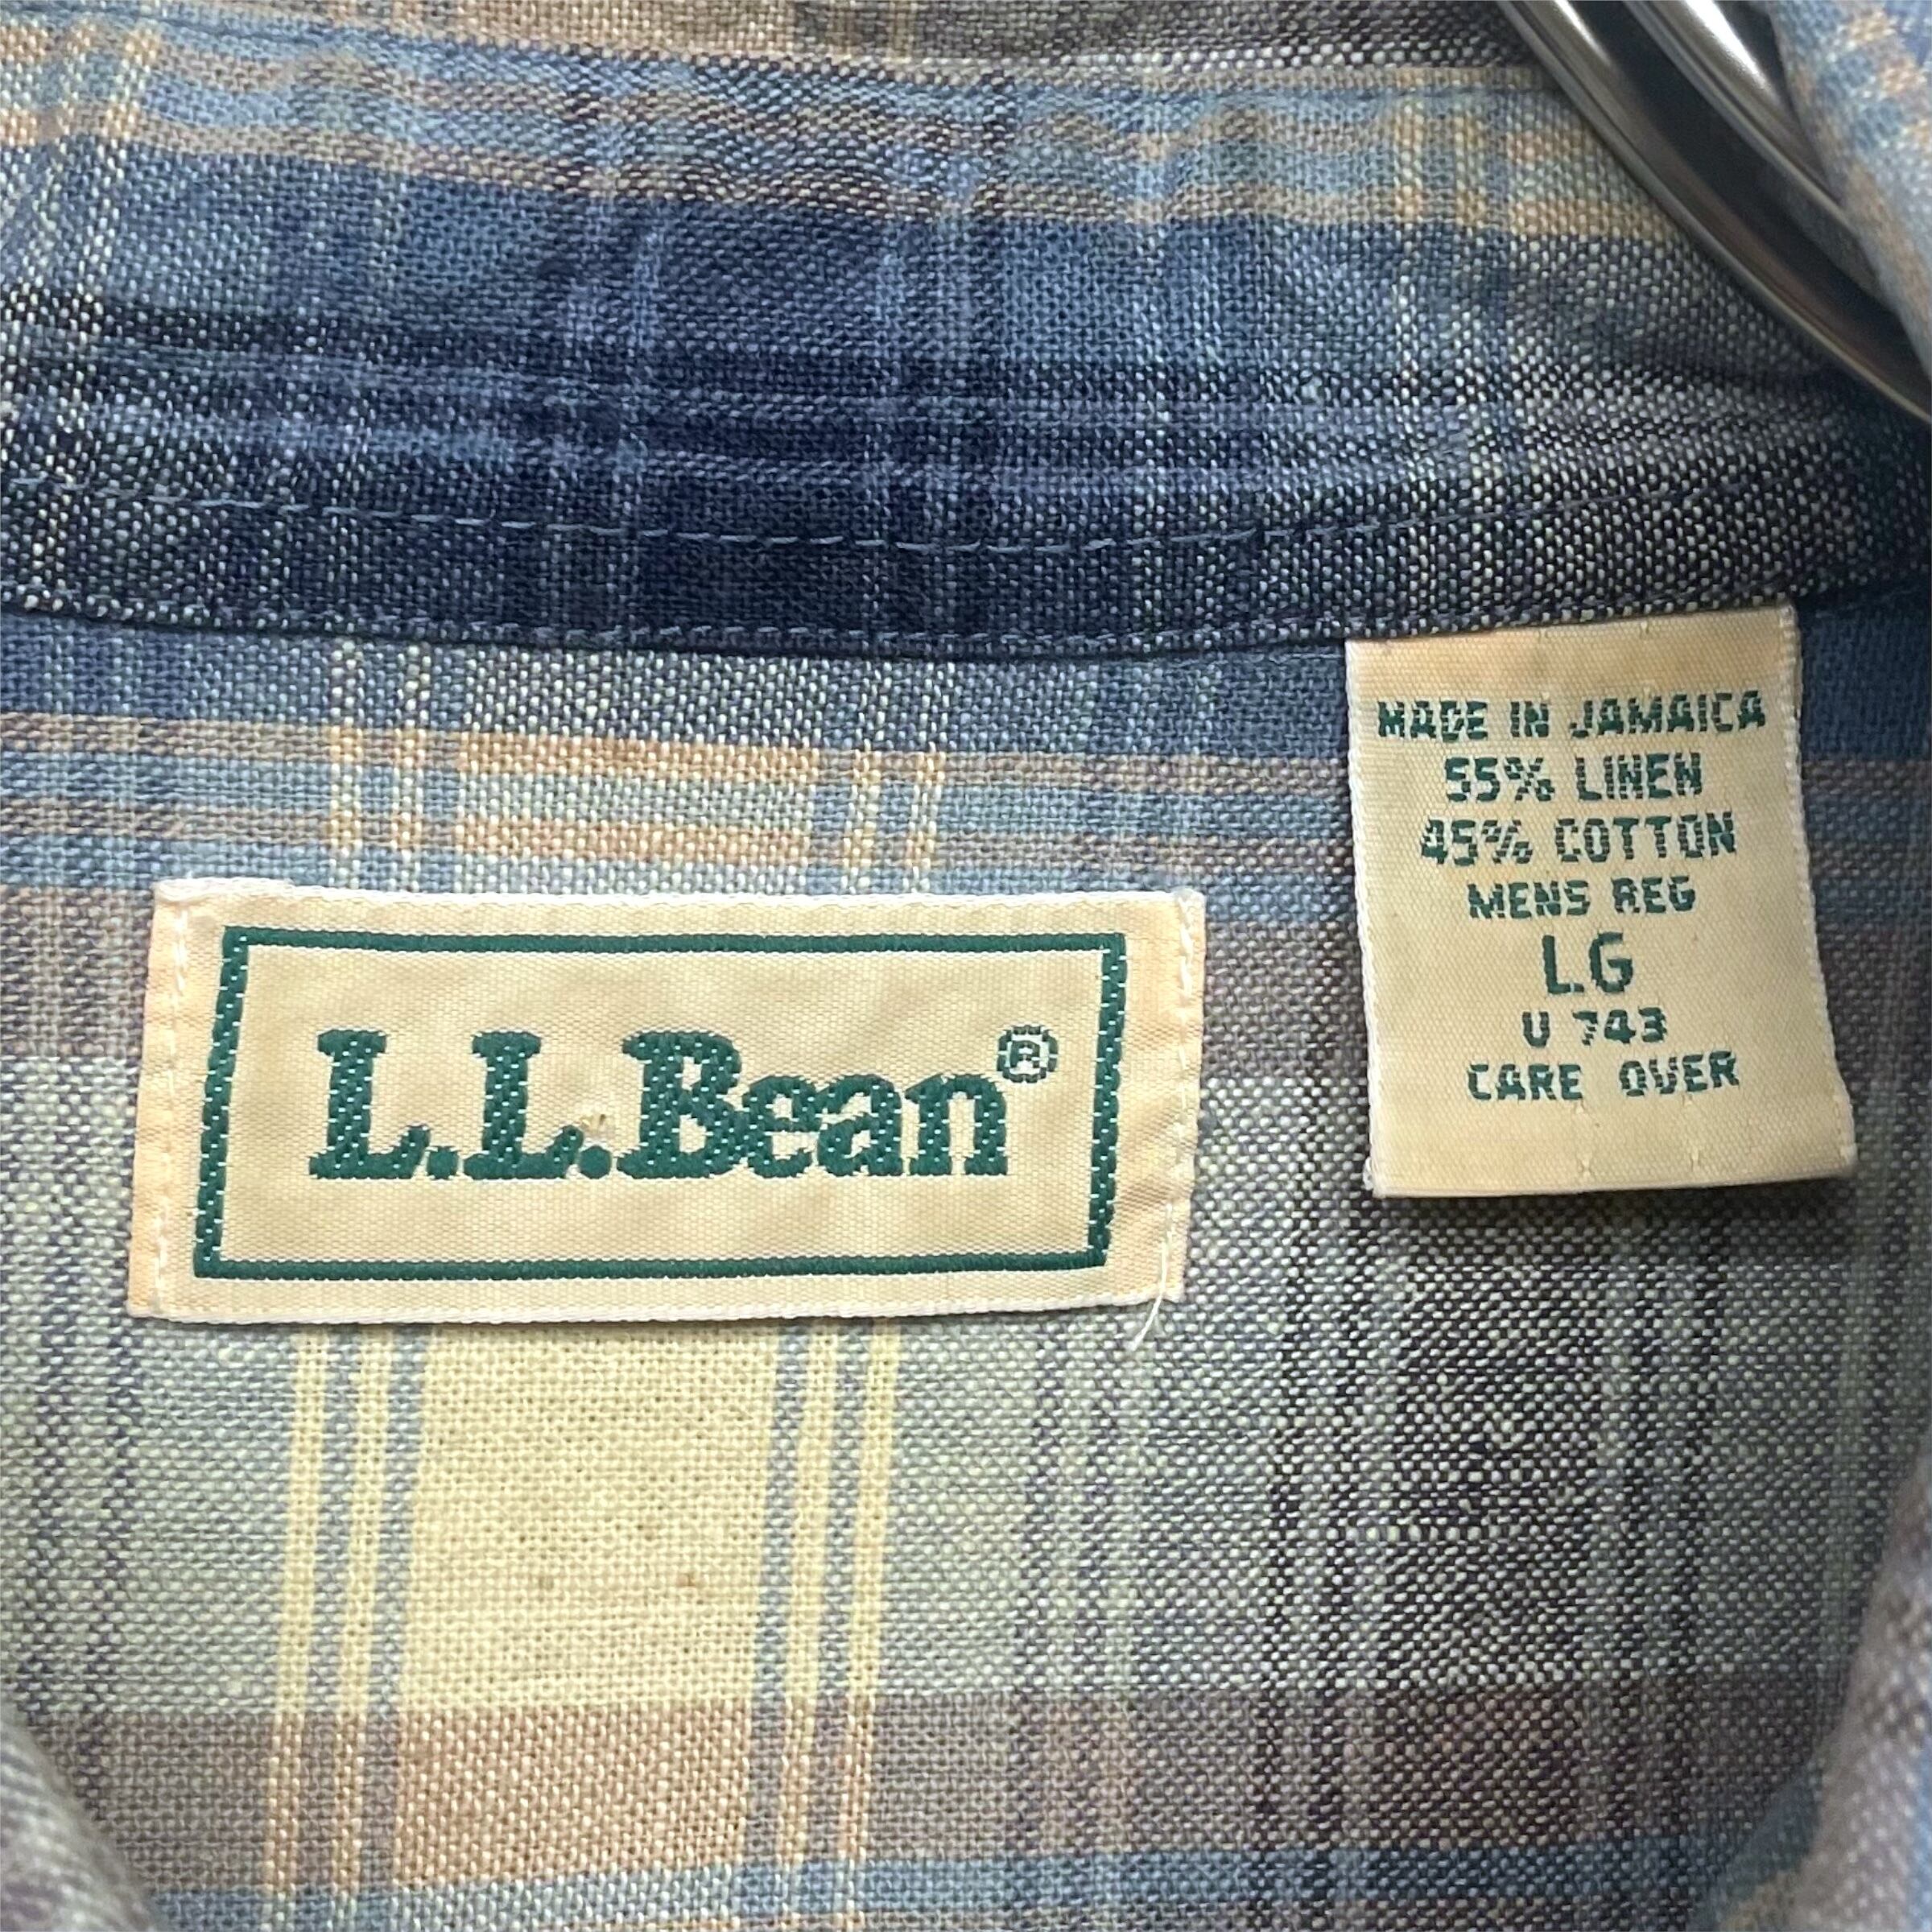 L.L.Bean®
MADE IN JAMAICA
55% LINEN
45% COTTON
MENS REG
LG
U 743
CARE OVER